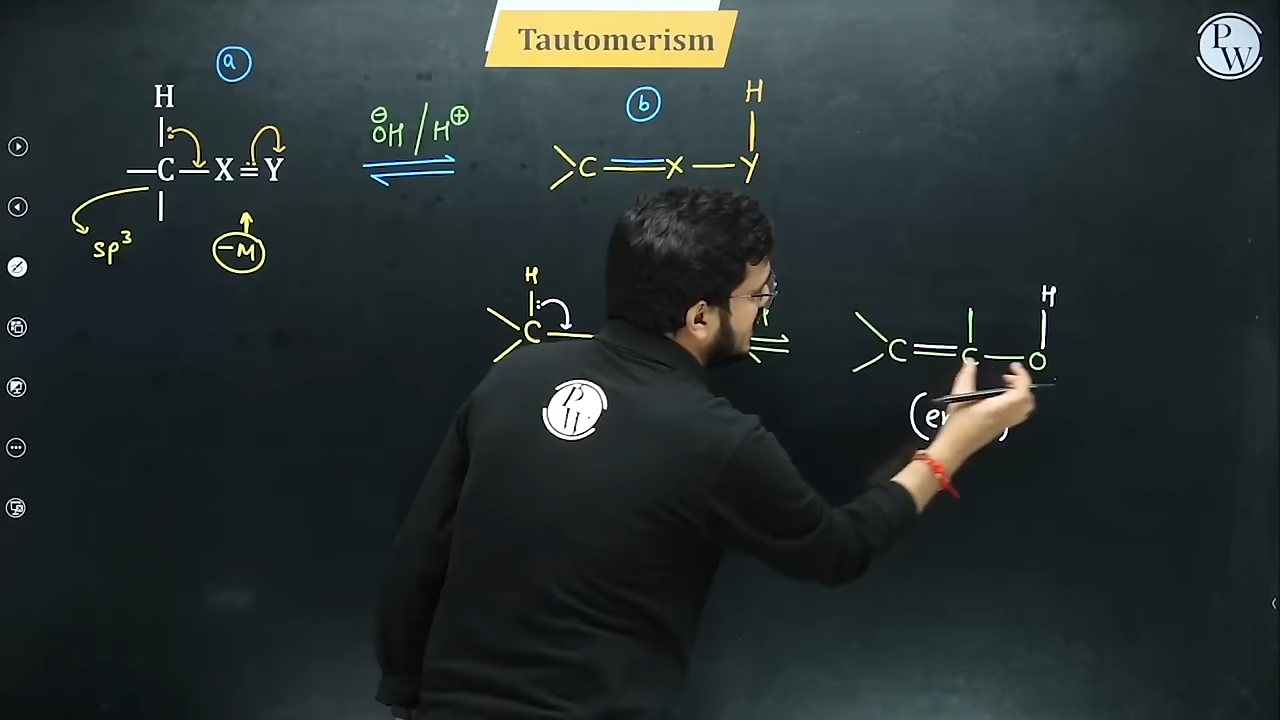 Tautomerism
P
W
a
H
—C—X=Y
sp³
–M
⊖OH / H⊕
b
H
C=X—Y
H
C
H
C=C—O
P
W